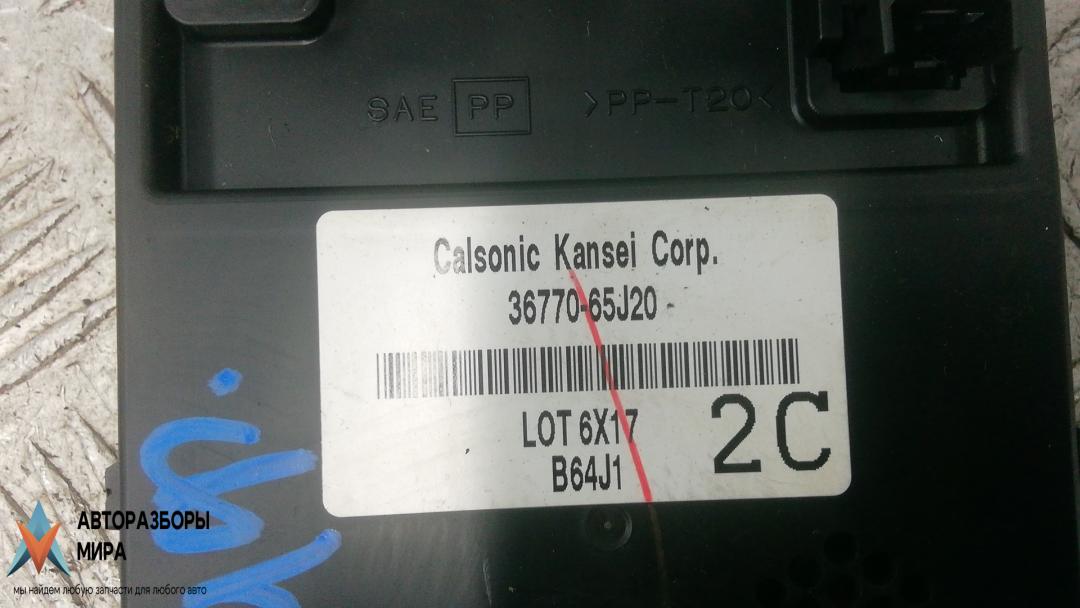 SAE PP >PP-T20<
Calsonic Kansei Corp.
36770-65J20
LOT 6X17
B64J1
2C
АВТОРАЗБОРЫ
МИРА
мы найдем любую запчасти для любого авто